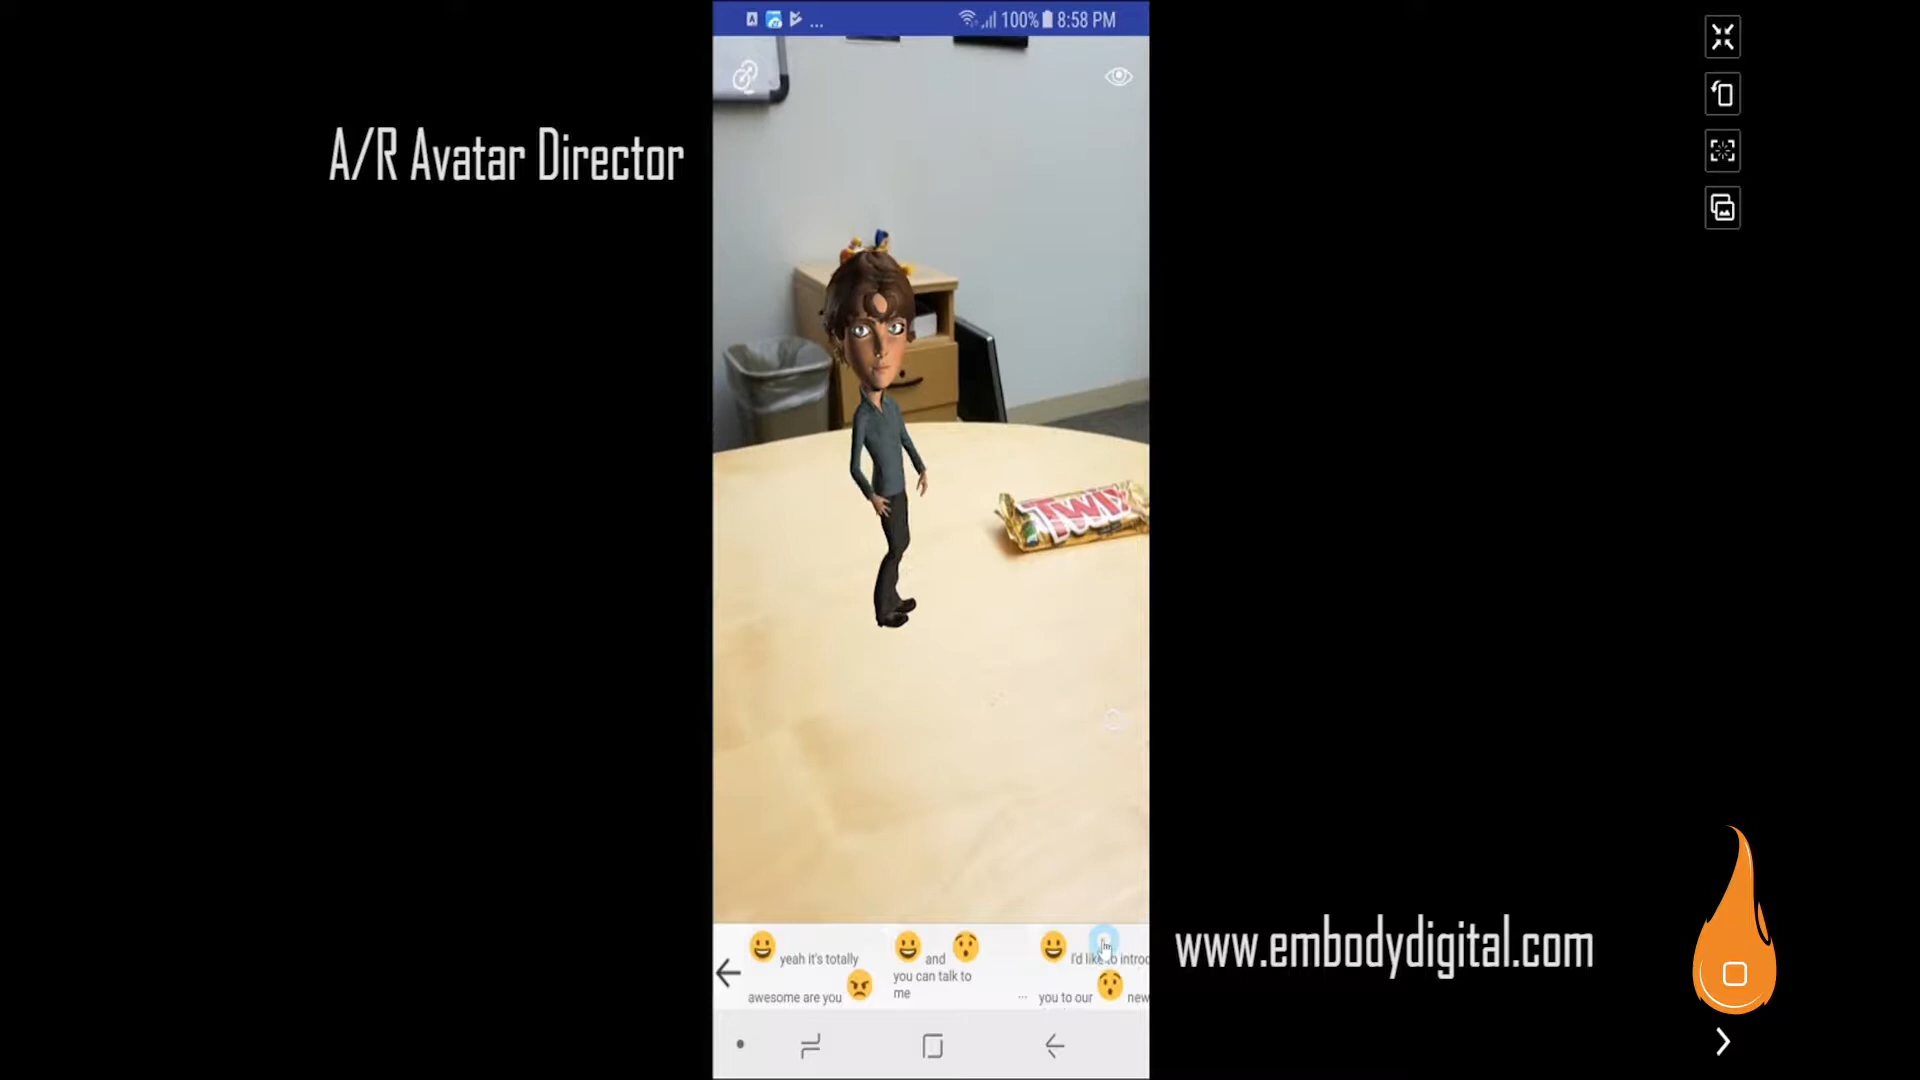 ... 100% 8:58 PM
A/R Avatar Director
TWIX
yeah it's totally
awesome are you
and
you can talk to
me
...
I'd like to introd
you to our new
www.embodydigital.com